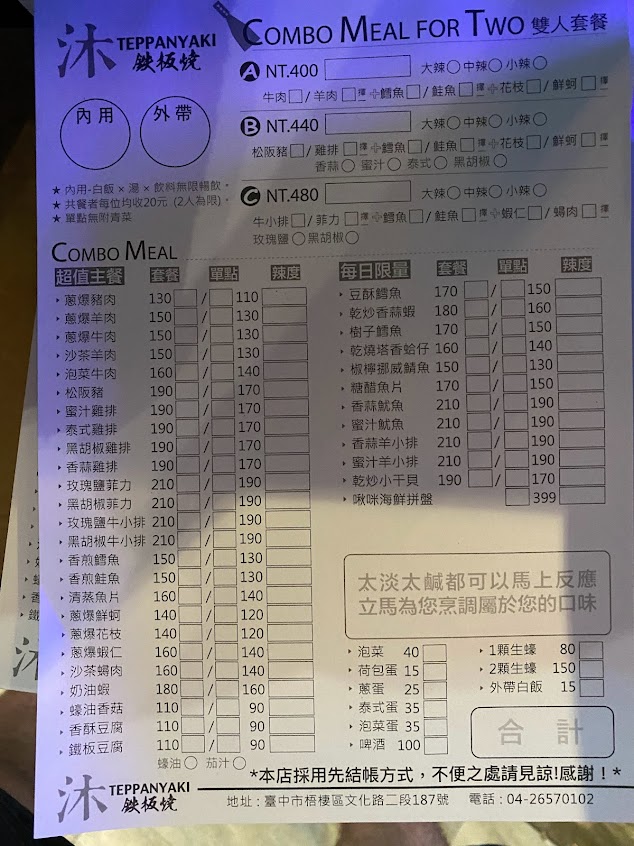 沐 TEPPANYAKI 鉄板燒
COMBO MEAL FOR TWO 雙人套餐
內用 外帶
A NT.400 大辣○ 中辣○ 小辣○
牛肉□/羊肉□擇一+鱈魚□/鮭魚□擇一+花枝□/鮮蚵□擇一
B NT.440 大辣○ 中辣○ 小辣○
松阪豬□/雞排□擇一+鱈魚□/鮭魚□擇一+花枝□/鮮蚵□擇一
香蒜○ 蜜汁○ 泰式○ 黑胡椒○
C NT.480 大辣○ 中辣○ 小辣○
牛小排□/菲力□擇一+鱈魚□/鮭魚□擇一+蝦仁□/蟳肉□擇一
玫瑰鹽○ 黑胡椒○
★ 內用-白飯 × 湯 × 飲料無限暢飲。
★ 共餐者每位均收20元 (2人為限)。
★ 單點無附青菜
COMBO MEAL
超值主餐 套餐 單點 辣度
蔥爆豬肉 130 / 110
蔥爆羊肉 150 / 130
蔥爆牛肉 150 / 130
沙茶羊肉 150 / 130
泡菜牛肉 160 / 140
松阪豬 190 / 170
蜜汁雞排 190 / 170
泰式雞排 190 / 170
黑胡椒雞排 190 / 170
香蒜雞排 190 / 170
玫瑰鹽菲力 210 / 190
黑胡椒菲力 210 / 190
玫瑰鹽牛小排 210 / 190
黑胡椒牛小排 210 / 190
香煎鱈魚 150 / 130
香煎鮭魚 150 / 130
清蒸魚片 160 / 140
蔥爆鮮蚵 140 / 120
蔥爆花枝 140 / 120
蔥爆蝦仁 160 / 140
沙茶蟳肉 160 / 140
奶油蝦 180 / 160
蠔油香菇 110 / 90
香酥豆腐 110 / 90
鐵板豆腐 110 / 90
蠔油○ 茄汁○
每日限量 套餐 單點 辣度
豆酥鱈魚 170 / 150
乾炒香蒜蝦 180 / 160
樹子鱈魚 170 / 150
乾燒塔香蛤仔 160 / 140
椒檸挪威鯖魚 150 / 130
糖醋魚片 170 / 150
香蒜魷魚 210 / 190
蜜汁魷魚 210 / 190
香蒜羊小排 210 / 190
蜜汁羊小排 210 / 190
乾炒小干貝 190 / 170
啾咪海鮮拼盤 399
太淡太鹹都可以馬上反應
立馬為您烹調屬於您的口味
泡菜 40
荷包蛋 15
蔥蛋 25
泰式蛋 35
泡菜蛋 35
啤酒 100
1顆生蠔 80
2顆生蠔 150
外帶白飯 15
合計
*本店採用先結帳方式，不便之處請見諒!感謝！*
沐 TEPPANYAKI 鉄板燒
地址：臺中市梧棲區文化路二段187號 電話：04-26570102